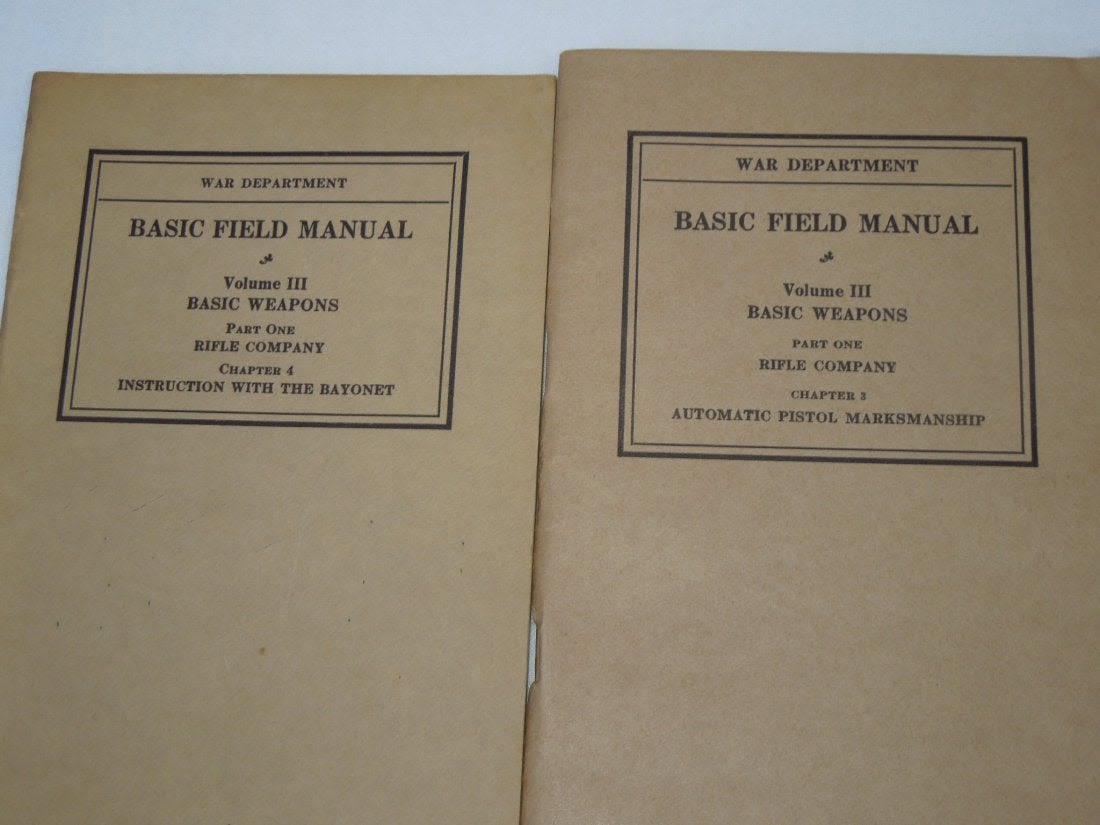 WAR DEPARTMENT
BASIC FIELD MANUAL
Volume III
BASIC WEAPONS
PART ONE
RIFLE COMPANY
CHAPTER 4
INSTRUCTION WITH THE BAYONET
WAR DEPARTMENT
BASIC FIELD MANUAL
Volume III
BASIC WEAPONS
PART ONE
RIFLE COMPANY
CHAPTER 3
AUTOMATIC PISTOL MARKSMANSHIP